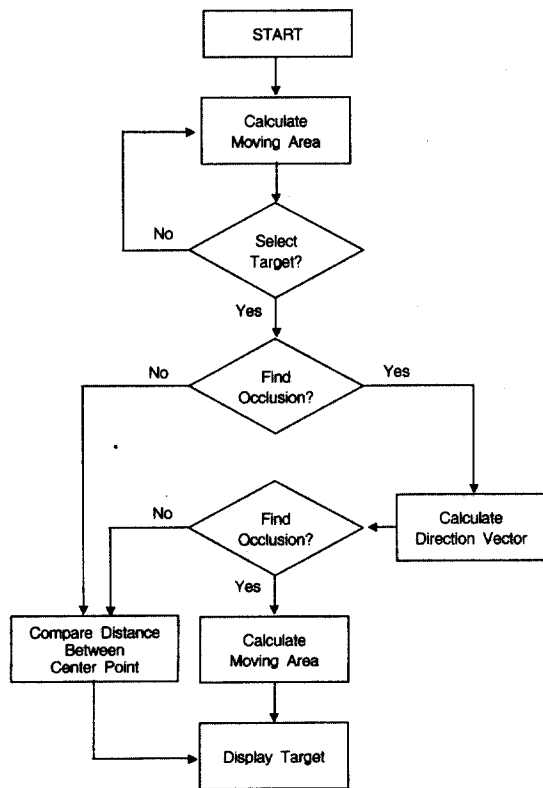 START
Calculate
Moving Area
No
Select
Target?
Yes
No
Find
Occlusion?
Yes
No
Find
Occlusion?
Calculate
Direction Vector
Yes
Compare Distance
Between
Center Point
Calculate
Moving Area
Display Target